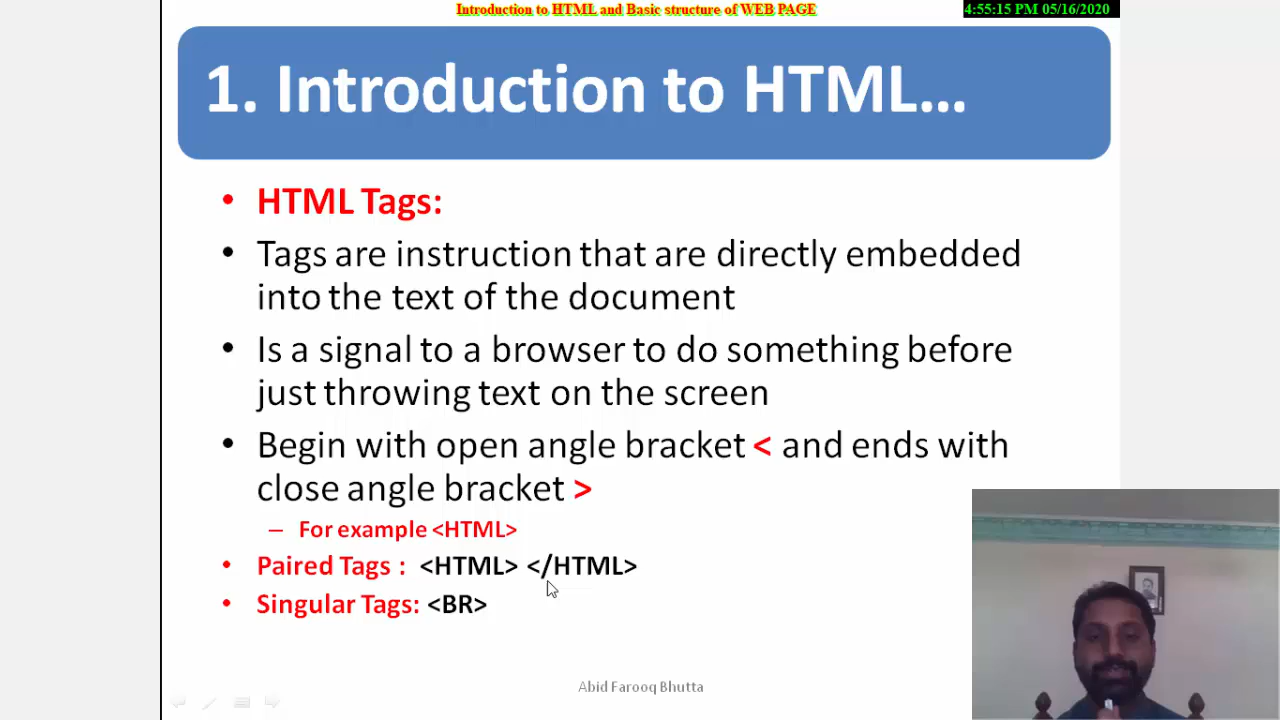 Introduction to HTML and Basic structure of WEB PAGE
4:55:15 PM 05/16/2020
1. Introduction to HTML...
• HTML Tags:
• Tags are instruction that are directly embedded
into the text of the document
• Is a signal to a browser to do something before
just throwing text on the screen
• Begin with open angle bracket < and ends with
close angle bracket >
– For example <HTML>
• Paired Tags : <HTML> </HTML>
• Singular Tags: <BR>
Abid Farooq Bhutta